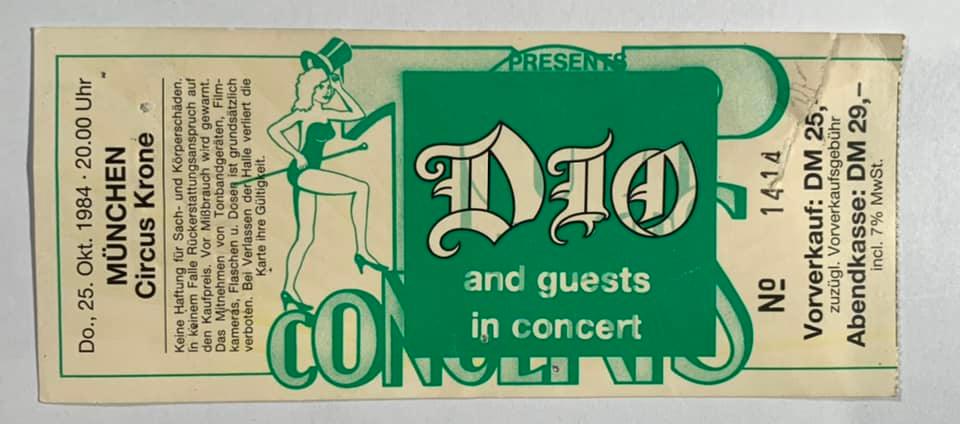 Do., 25. Okt. 1984 · 20.00 Uhr
MÜNCHEN
Circus Krone
Keine Haftung für Sach- und Körperschäden.
In keinem Falle Rückerstattungsanspruch auf
den Kaufpreis. Vor Mißbrauch wird gewarnt.
Das Mitnehmen von Tonbandgeräten, Film-
kameras, Flaschen u. Dosen ist grundsätzlich
verboten. Bei Verlassen der Halle verliert die
Karte ihre Gültigkeit.
PRESENTS
DIO
and guests
in concert
CONCERTS
Nº 1414
Vorverkauf: DM 25,-
zuzügl. Vorverkaufsgebühr
Abendkasse: DM 29,–
incl. 7% MwSt.